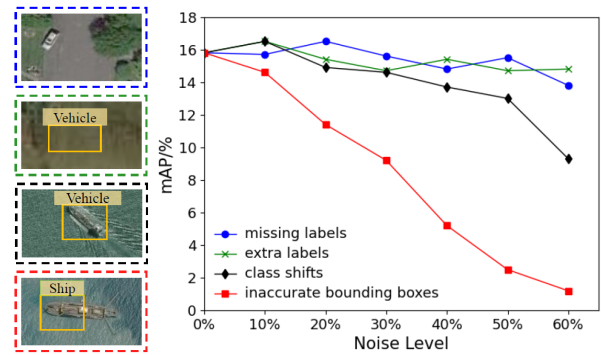 Vehicle
Vehicle
Ship
mAP/%
18
16
14
12
10
8
6
4
2
0
missing labels
extra labels
class shifts
inaccurate bounding boxes
0% 10% 20% 30% 40% 50% 60%
Noise Level